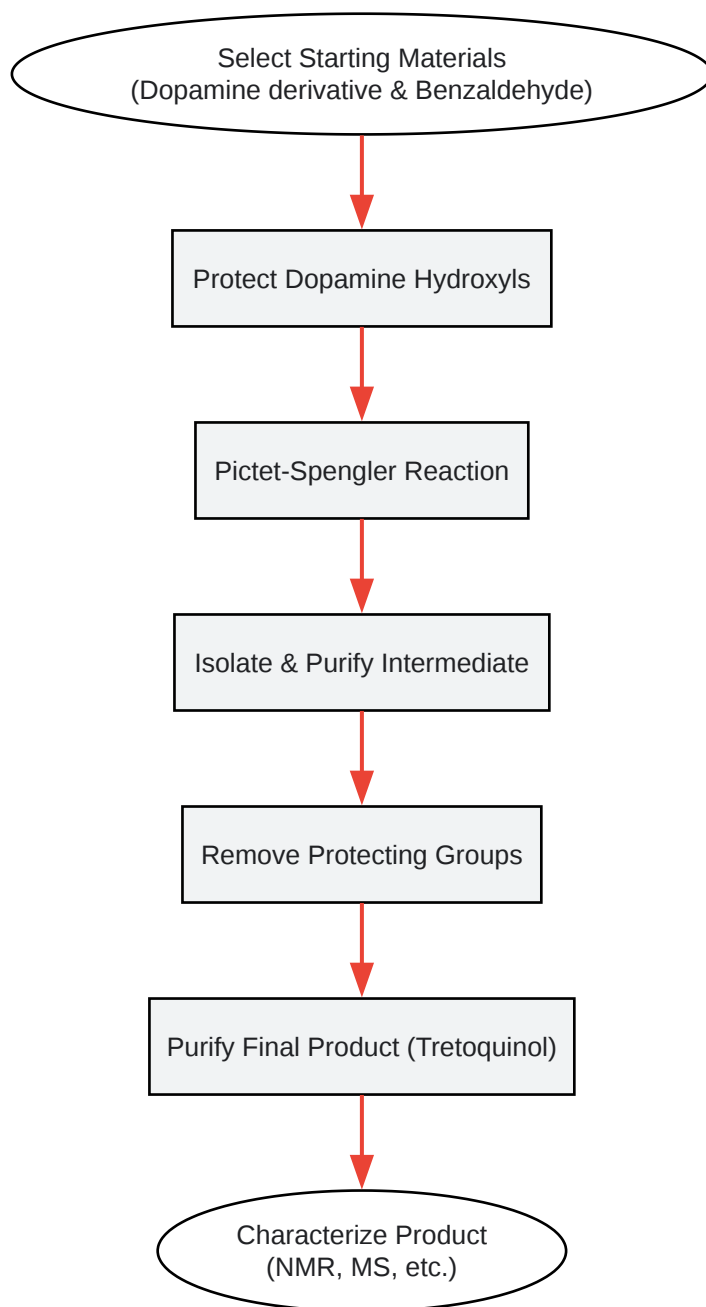 Select Starting Materials
(Dopamine derivative & Benzaldehyde)
Protect Dopamine Hydroxyls
Pictet-Spengler Reaction
Isolate & Purify Intermediate
Remove Protecting Groups
Purify Final Product (Tretoquinol)
Characterize Product
(NMR, MS, etc.)